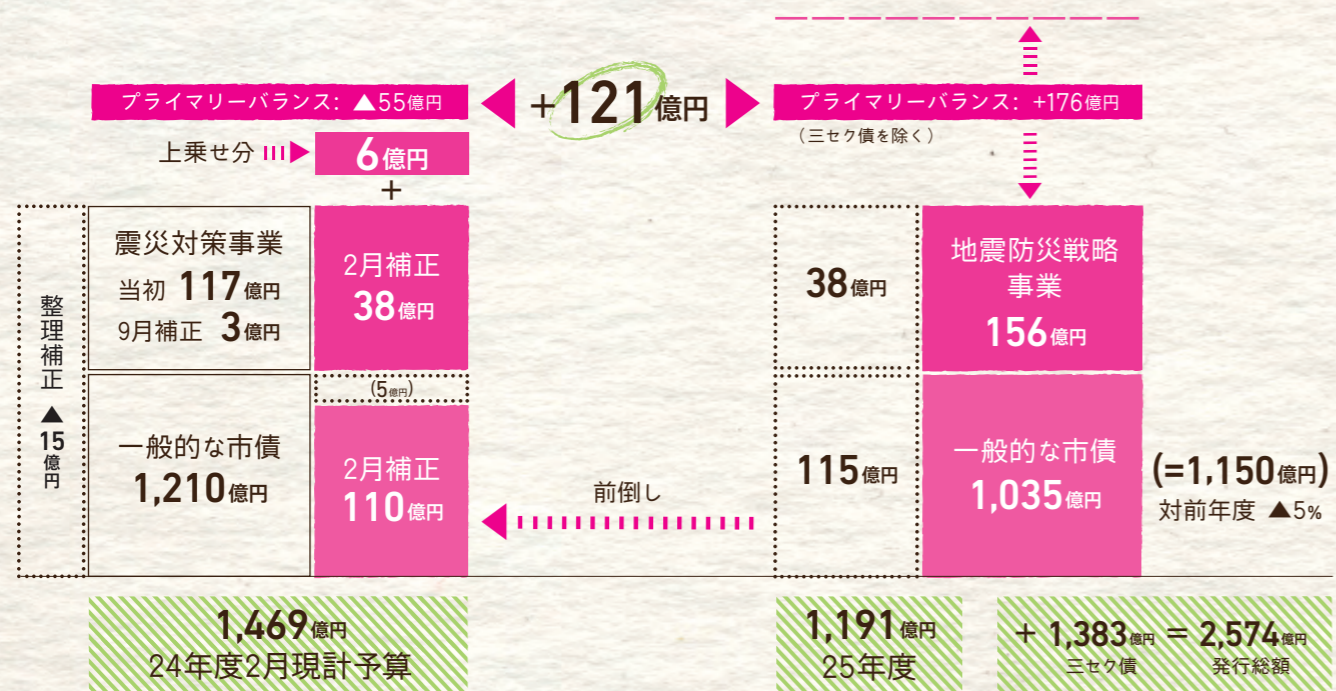 プライマリーバランス: ▲55億円
+121億円
プライマリーバランス: +176億円
(三セク債を除く)
上乗せ分
6億円
+
整理補正 ▲15億円
震災対策事業
当初 117億円
9月補正 3億円
2月補正
38億円
(5億円)
一般的な市債
1,210億円
2月補正
110億円
前倒し
38億円
地震防災戦略
事業
156億円
115億円
一般的な市債
1,035億円
(=1,150億円)
対前年度 ▲5%
1,469億円
24年度2月現計予算
1,191億円
25年度
+ 1,383億円 = 2,574億円
三セク債 発行総額